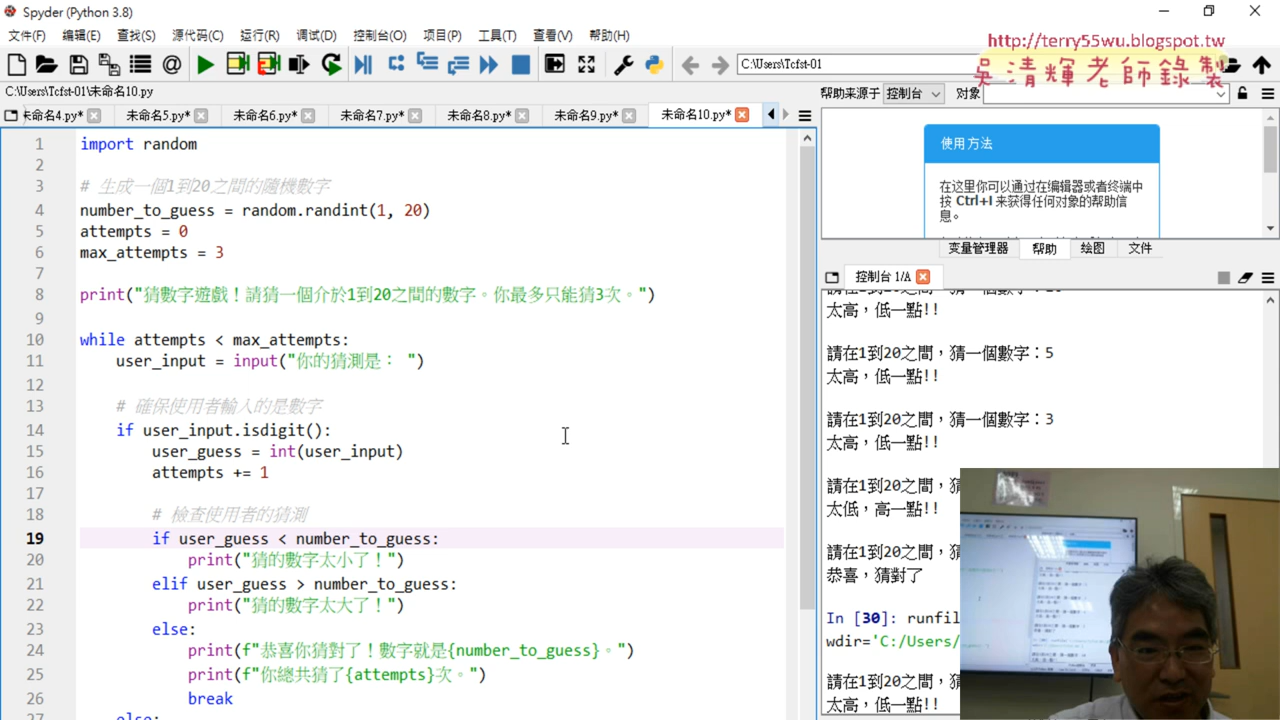 Spyder (Python 3.8)
文件(F) 编辑(E) 查找(S) 源代码(C) 运行(R) 调试(D) 控制台(O) 项目(P) 工具(T) 查看(V) 帮助(H)
http://terry55wu.blogspot.tw
吳清輝老師錄製
C:\Users\Tcfst-01
C:\Users\Tcfst-01\未命名10.py
未命名4.py* 未命名5.py* 未命名6.py* 未命名7.py* 未命名8.py* 未命名9.py* 未命名10.py*
帮助来源于 控制台 对象
1 import random
2
3 # 生成一個1到20之間的隨機數字
4 number_to_guess = random.randint(1, 20)
5 attempts = 0
6 max_attempts = 3
7
8 print("猜數字遊戲！請猜一個介於1到20之間的數字。你最多只能猜3次。")
9
10 while attempts < max_attempts:
11 user_input = input("你的猜測是： ")
12
13 # 確保使用者輸入的是數字
14 if user_input.isdigit():
15 user_guess = int(user_input)
16 attempts += 1
17
18 # 檢查使用者的猜測
19 if user_guess < number_to_guess:
20 print("猜的數字太小了！")
21 elif user_guess > number_to_guess:
22 print("猜的數字太大了！")
23 else:
24 print(f"恭喜你猜對了！數字就是{number_to_guess}。")
25 print(f"你總共猜了{attempts}次。")
26 break
27 else:
使用方法
在这里你可以通过在编辑器或者终端中
按 Ctrl+I 来获得任何对象的帮助信
息。
变量管理器 帮助 绘图 文件
控制台 1/A
太高，低一點!!
請在1到20之間，猜一個數字：5
太高，低一點!!
請在1到20之間，猜一個數字：3
太高，低一點!!
請在1到20之間，猜
太低，高一點!!
請在1到20之間，猜
恭喜，猜對了
In [30]: runfil
wdir='C:/Users/
請在1到20之間，猜
太高，低一點!!